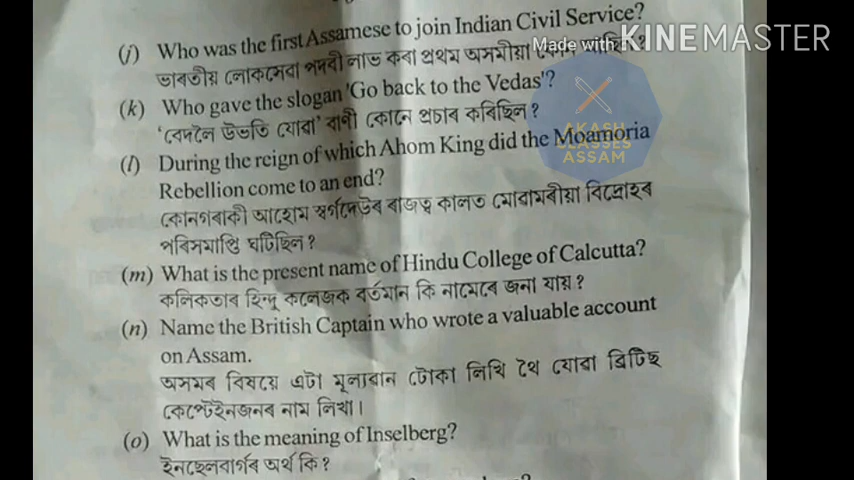 (j) Who was the first Assamese to join Indian Civil Service?
ভাৰতীয় লোকসেৱা পদবী লাভ কৰা প্ৰথম অসমীয়া কোন আছিল?
Made with KINEMASTER
(k) Who gave the slogan 'Go back to the Vedas'?
'বেদলৈ উভতি যোৱা' বাণী কোনে প্ৰচাৰ কৰিছিল?
AKASH CLASSES ASSAM
(l) During the reign of which Ahom King did the Moamoria
Rebellion come to an end?
কোনগৰাকী আহোম স্বৰ্গদেউৰ ৰাজত্ব কালত মোৱামৰীয়া বিদ্ৰোহৰ
পৰিসমাপ্তি ঘটিছিল?
(m) What is the present name of Hindu College of Calcutta?
কলিকতাৰ হিন্দু কলেজক বৰ্তমান কি নামেৰে জনা যায়?
(n) Name the British Captain who wrote a valuable account
on Assam.
অসমৰ বিষয়ে এটা মূল্যবান টোকা লিখি থৈ যোৱা ব্ৰিটিছ
কেপ্টেইনজনৰ নাম লিখা।
(o) What is the meaning of Inselberg?
ইনছেলবাৰ্গৰ অৰ্থ কি?